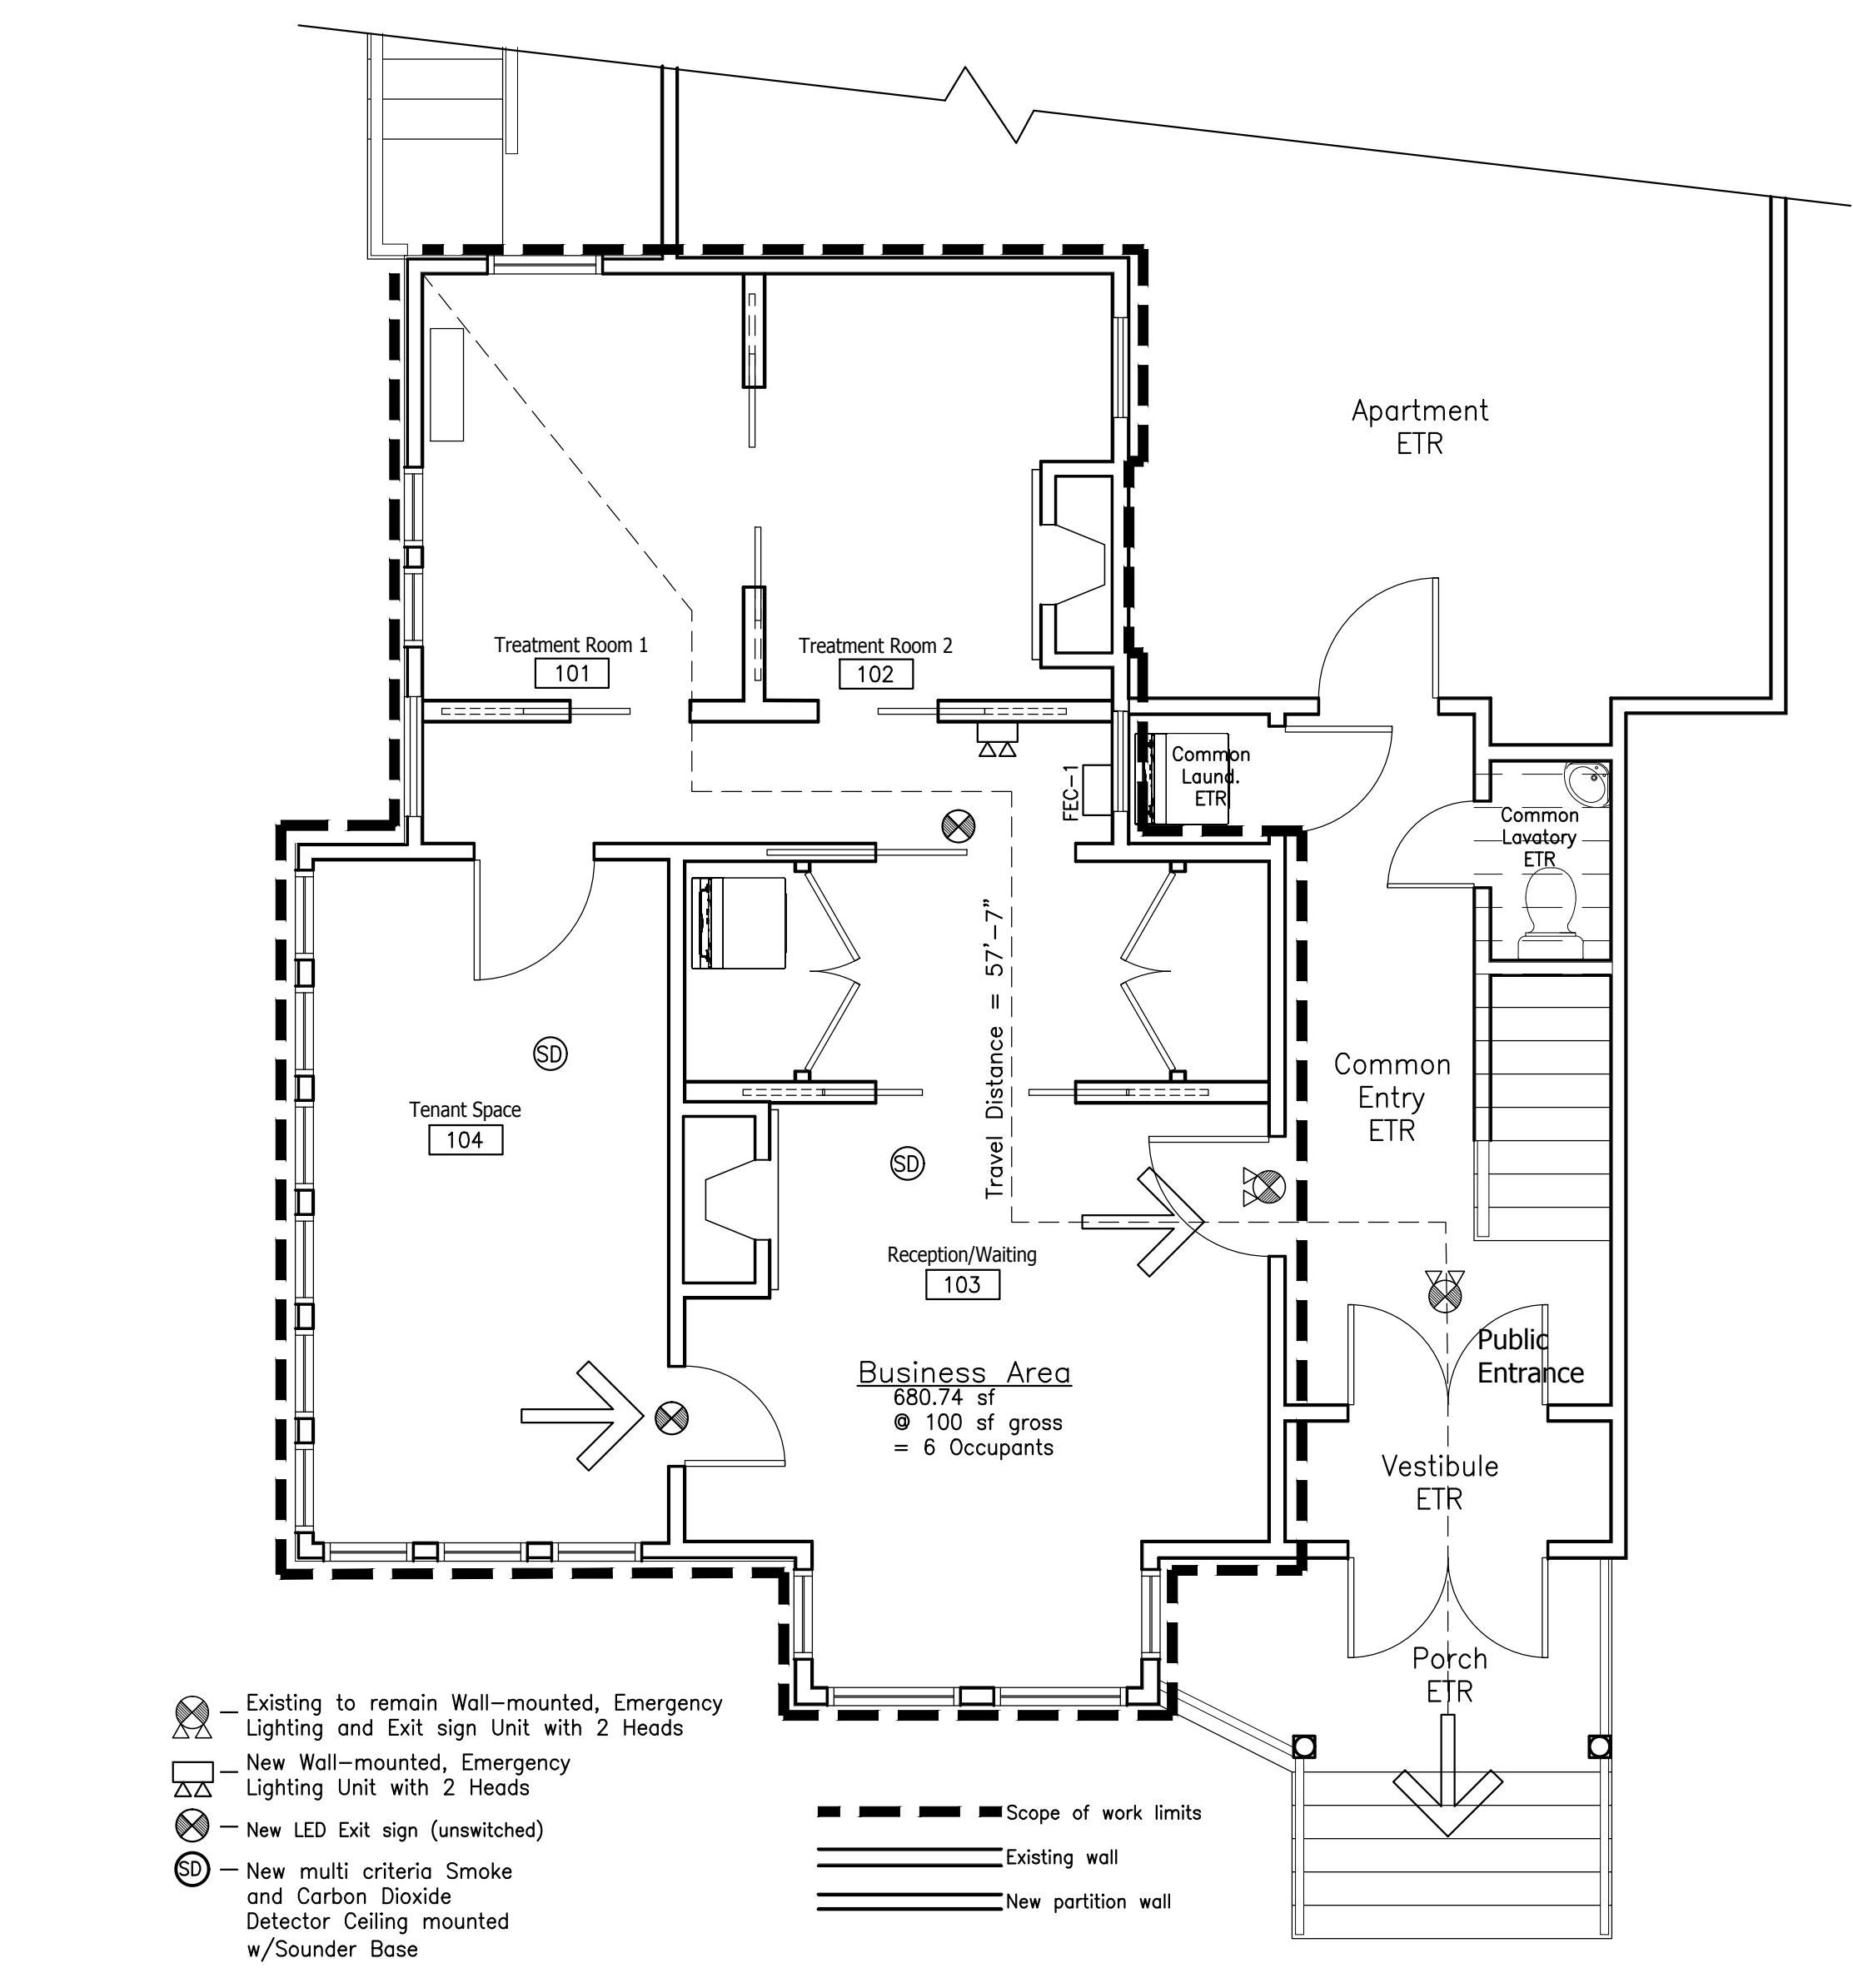 Apartment
ETR
Treatment Room 1
101
Treatment Room 2
102
FEC-1
Common
Laund.
ETR
Common
Lavatory
ETR
Travel Distance = 57'-7"
SD
Tenant Space
104
SD
Common
Entry
ETR
Reception/Waiting
103
Public
Entrance
Business Area
680.74 sf
@ 100 sf gross
= 6 Occupants
Vestibule
ETR
Porch
ETR
Existing to remain Wall-mounted, Emergency
Lighting and Exit sign Unit with 2 Heads
New Wall-mounted, Emergency
Lighting Unit with 2 Heads
New LED Exit sign (unswitched)
SD
New multi criteria Smoke
and Carbon Dioxide
Detector Ceiling mounted
w/Sounder Base
Scope of work limits
Existing wall
New partition wall